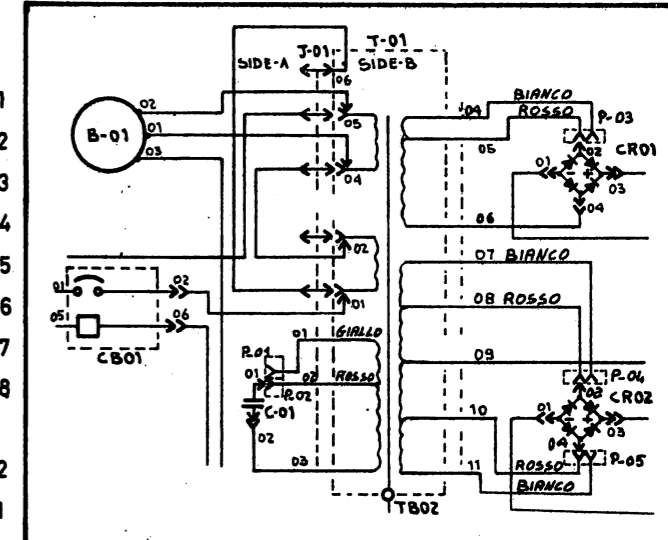 J-01
T-01
SIDE-A
SIDE-B
06
04
BIANCO
ROSSO
P-03
1
02
05
B-01
01
02
CR01
2
05
01
03
04
03
3
04
4
06
02
07 BIANCO
5
01
02
01
08 ROSSO
6
05
06
01
GIALLO
09
7
CB01
P-01
01
02
ROSSO
P-04
8
P-02
02
CR02
C-01
10
01
03
02
04
03
ROSSO
P-05
2
11
BIANCO
TB02
1